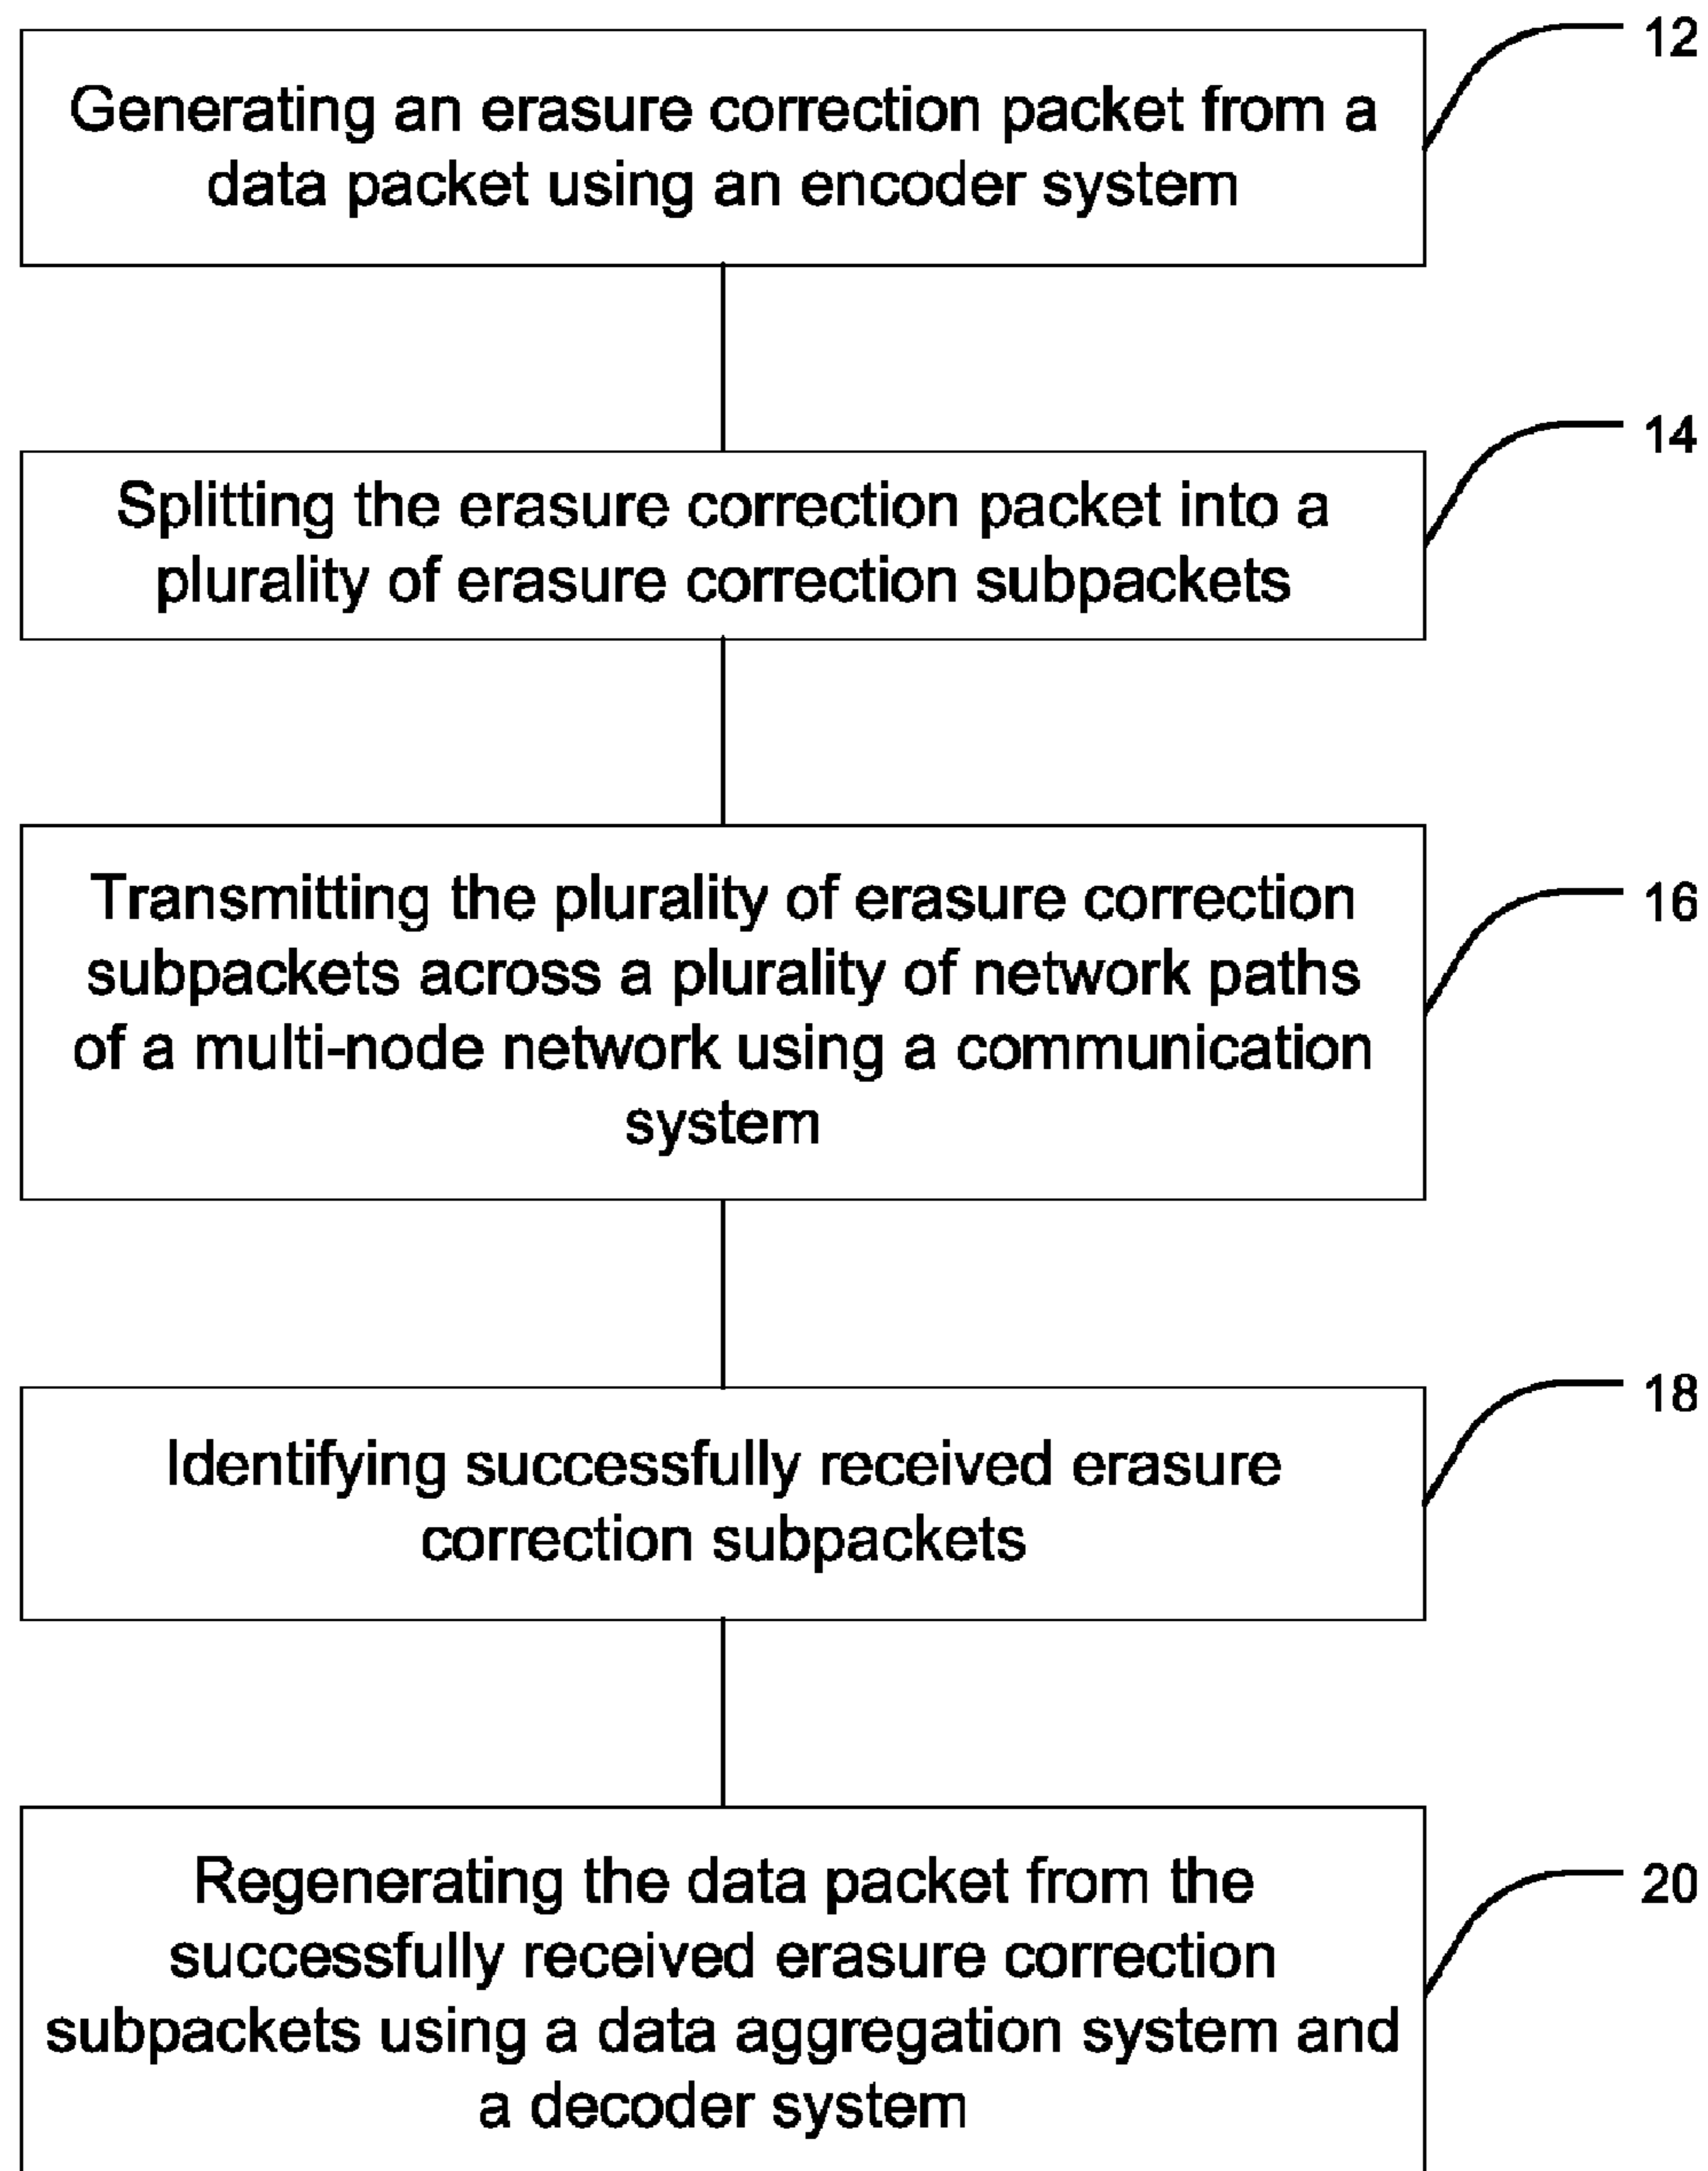 12
Generating an erasure correction packet from a
data packet using an encoder system
14
Splitting the erasure correction packet into a
plurality of erasure correction subpackets
16
Transmitting the plurality of erasure correction
subpackets across a plurality of network paths
of a multi-node network using a communication
system
18
Identifying successfully received erasure
correction subpackets
20
Regenerating the data packet from the
successfully received erasure correction
subpackets using a data aggregation system and
a decoder system